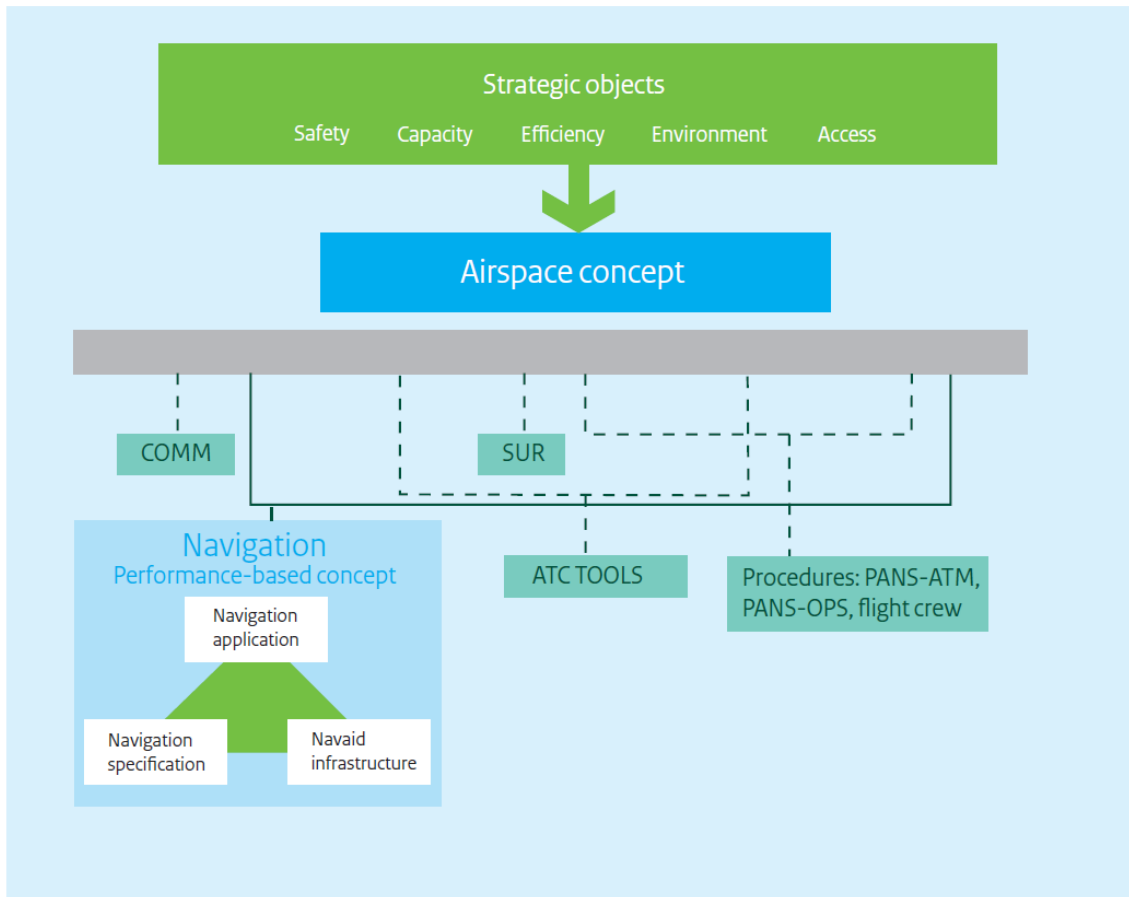 Strategic objects
Safety Capacity Efficiency Environment Access
Airspace concept
COMM
SUR
Navigation
Performance-based concept
Navigation
application
Navigation
specification
Navaid
infrastructure
ATC TOOLS
Procedures: PANS-ATM,
PANS-OPS, flight crew